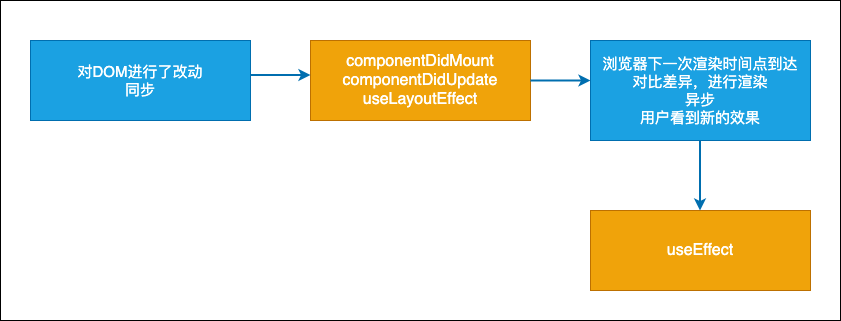 对DOM进行了改动
同步
componentDidMount
componentDidUpdate
useLayoutEffect
浏览器下一次渲染时间点到达
对比差异，进行渲染
异步
用户看到新的效果
useEffect